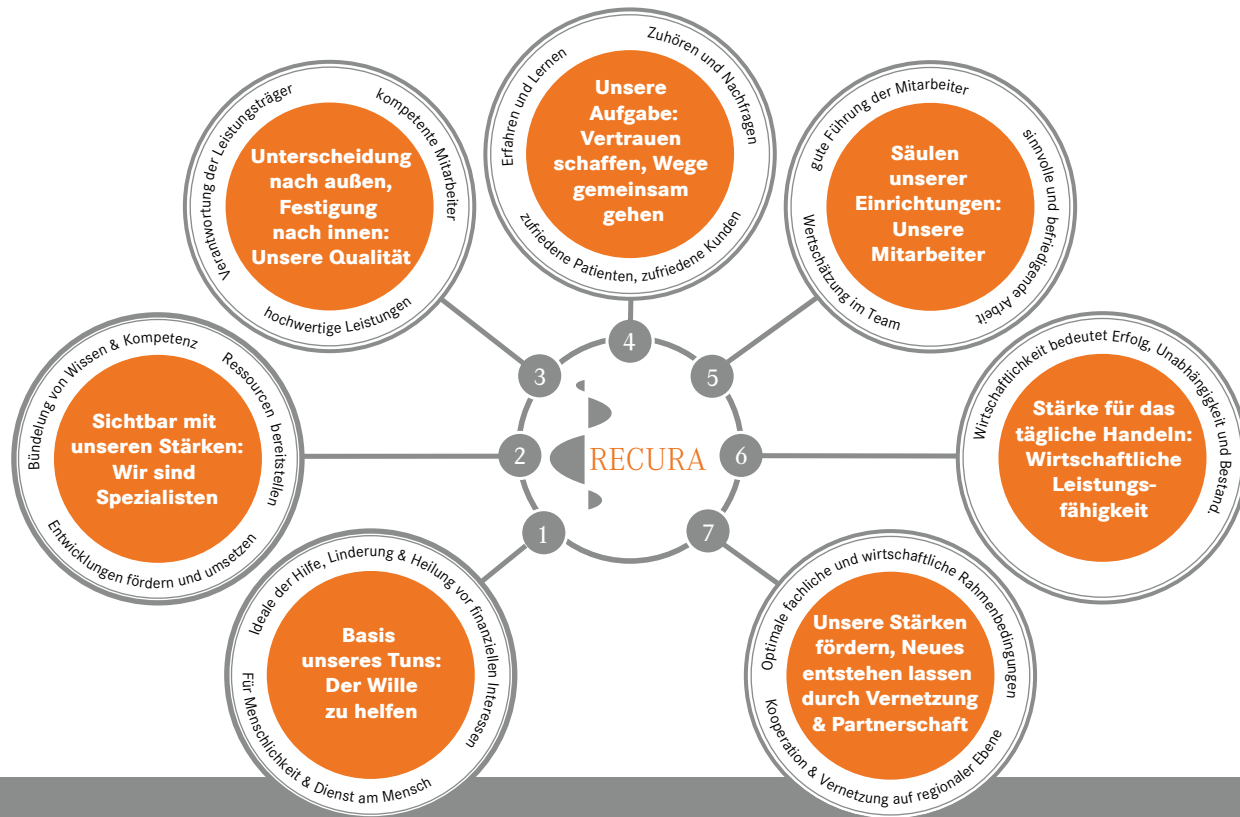 Erfahren und Lernen
Zuhören und Nachfragen
Unsere
Aufgabe:
Vertrauen
schaffen, Wege
gemeinsam
gehen
zufriedene Patienten, zufriedene Kunden
Verantwortung der Leistungsträger
kompetente Mitarbeiter
Unterscheidung
nach außen,
Festigung
nach innen:
Unsere Qualität
hochwertige Leistungen
gute Führung der Mitarbeiter
sinnvolle und befriedigende Arbeit
Säulen
unserer
Einrichtungen:
Unsere
Mitarbeiter
Wertschätzung im Team
Bündelung von Wissen & Kompetenz
Ressourcen bereitstellen
Sichtbar mit
unseren Stärken:
Wir sind
Spezialisten
Entwicklungen fördern und umsetzen
4
3
5
2
RECURA
6
1
7
Wirtschaftlichkeit bedeutet Erfolg, Unabhängigkeit und Bestand.
Stärke für das
tägliche Handeln:
Wirtschaftliche
Leistungs-
fähigkeit
Ideale der Hilfe, Linderung & Heilung vor finanziellen Interessen
Basis
unseres Tuns:
Der Wille
zu helfen
Für Menschlichkeit & Dienst am Mensch
Optimale fachliche und wirtschaftliche Rahmenbedingungen
Unsere Stärken
fördern, Neues
entstehen lassen
durch Vernetzung
& Partnerschaft
Kooperation & Vernetzung auf regionaler Ebene